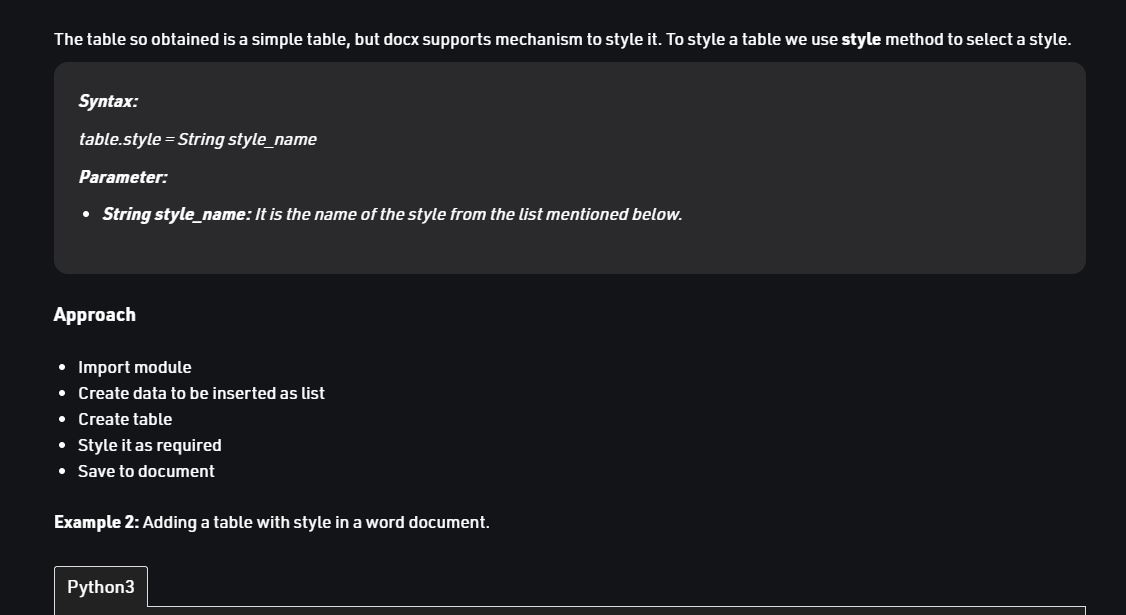 The table so obtained is a simple table, but docx supports mechanism to style it. To style a table we use style method to select a style.
Syntax:
table.style = String style_name
Parameter:
• String style_name: It is the name of the style from the list mentioned below.
Approach
• Import module
• Create data to be inserted as list
• Create table
• Style it as required
• Save to document
Example 2: Adding a table with style in a word document.
Python3